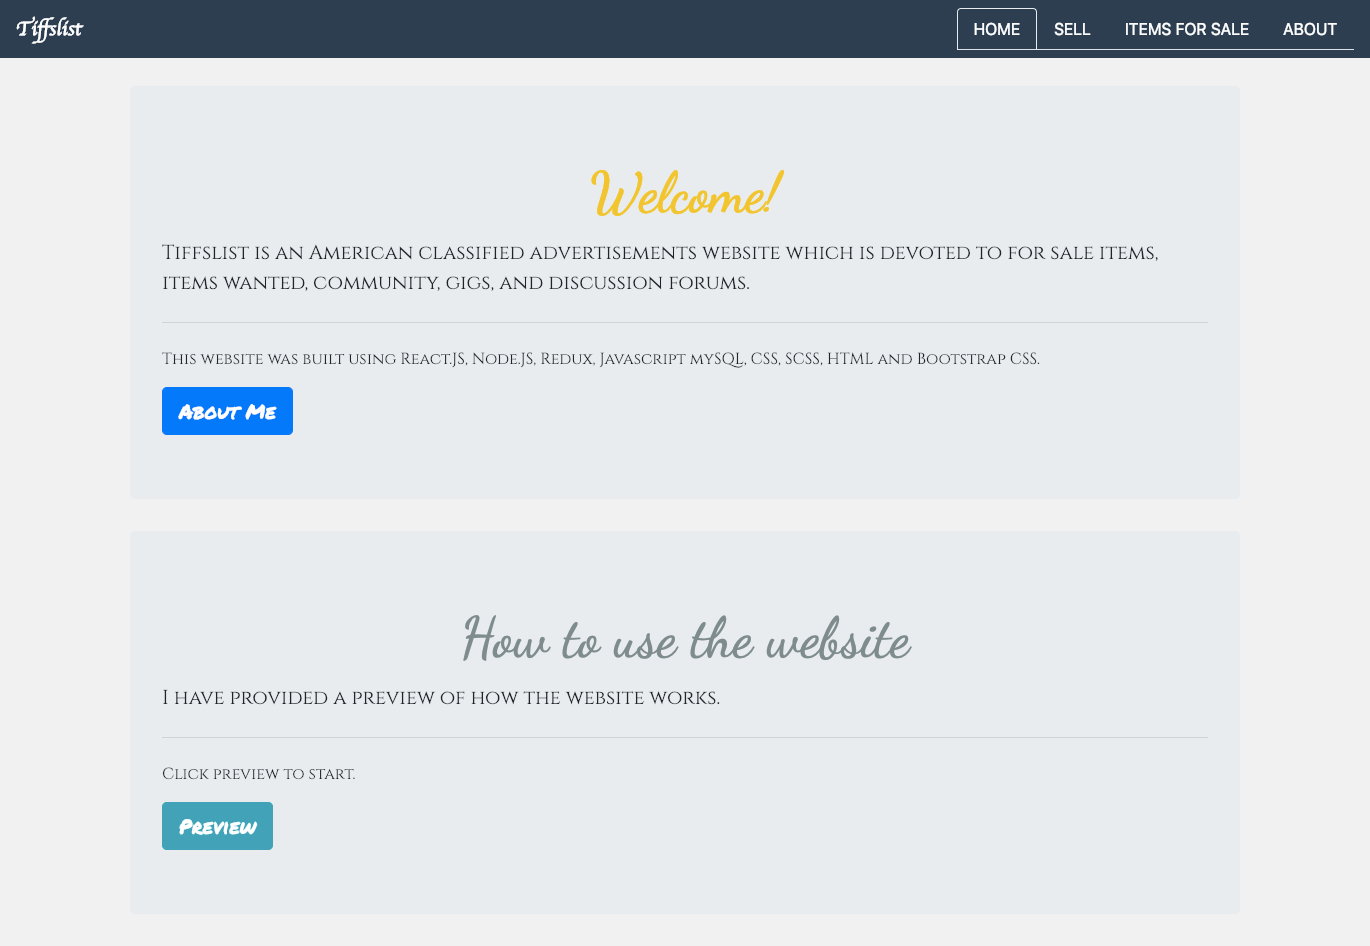 Tiffslist
HOME
SELL
ITEMS FOR SALE
ABOUT
Welcome!
Tiffslist is an American classified advertisements website which is devoted to for sale items,
items wanted, community, gigs, and discussion forums.
This website was built using React.JS, Node.JS, Redux, Javascript mySQL, CSS, SCSS, HTML and Bootstrap CSS.
About Me
How to use the website
I have provided a preview of how the website works.
Click preview to start.
Preview